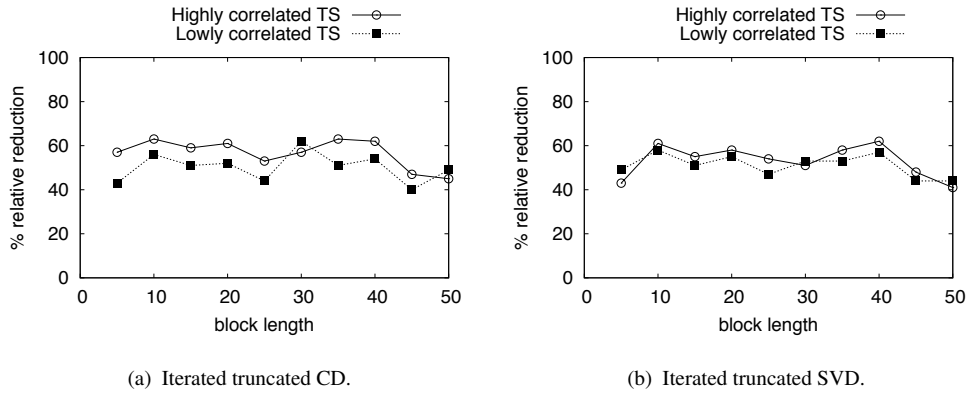 Highly correlated TS
Lowly correlated TS
100
80
60
40
20
0
% relative reduction
0 10 20 30 40 50
block length
(a) Iterated truncated CD.
Highly correlated TS
Lowly correlated TS
100
80
60
40
20
0
% relative reduction
0 10 20 30 40 50
block length
(b) Iterated truncated SVD.